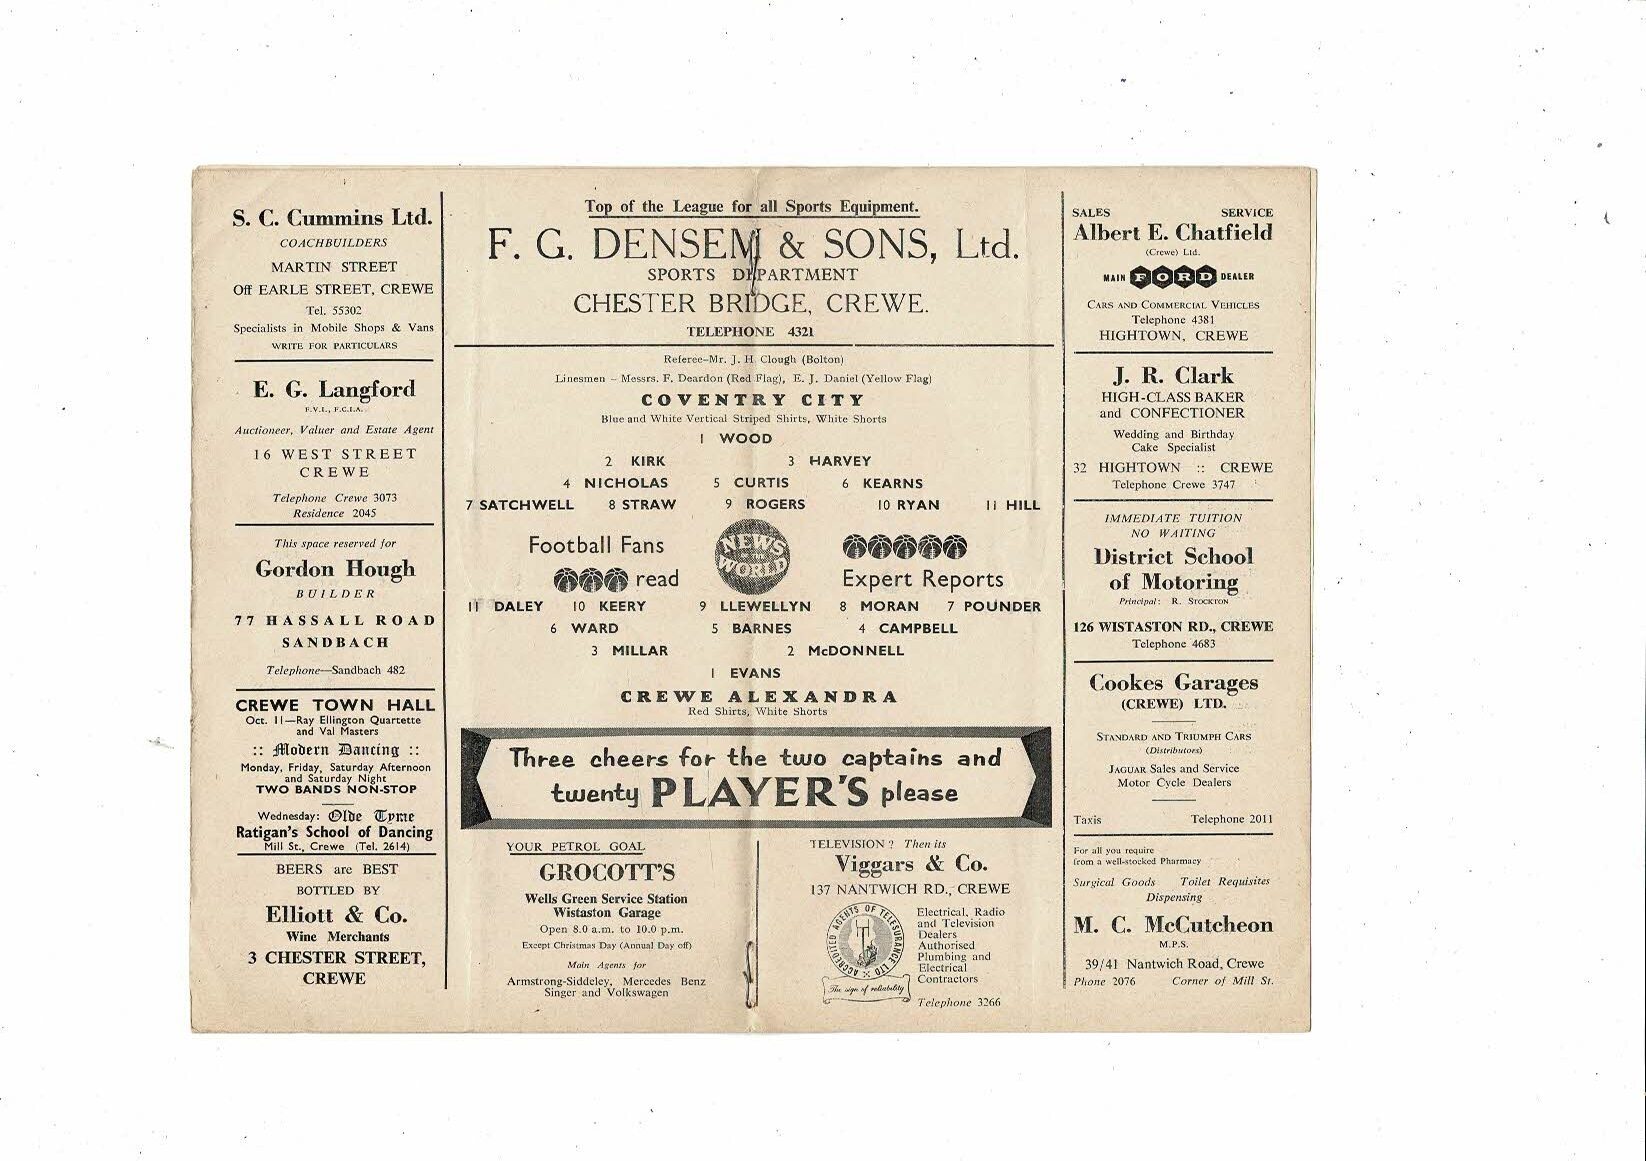 S. C. Cummins Ltd.
COACHBUILDERS
MARTIN STREET
Off EARLE STREET, CREWE
Tel. 55302
Specialists in Mobile Shops & Vans
WRITE FOR PARTICULARS
E. G. Langford
F.V.I., F.C.I.A.
Auctioneer, Valuer and Estate Agent
16 WEST STREET
CREWE
Telephone Crewe 3073
Residence 2045
This space reserved for
Gordon Hough
BUILDER
77 HASSALL ROAD
SANDBACH
Telephone—Sandbach 482
CREWE TOWN HALL
Oct. 11—Ray Ellington Quartette
and Val Masters
:: Modern Dancing ::
Monday, Friday, Saturday Afternoon
and Saturday Night
TWO BANDS NON-STOP
Wednesday: Olde Tyme
Ratigan's School of Dancing
Mill St., Crewe (Tel. 2614)
BEERS are BEST
BOTTLED BY
Elliott & Co.
Wine Merchants
3 CHESTER STREET,
CREWE
Top of the League for all Sports Equipment.
F. G. DENSEM & SONS, Ltd.
SPORTS DEPARTMENT
CHESTER BRIDGE, CREWE.
TELEPHONE 4321
Referee-Mr. J. H. Clough (Bolton)
Linesmen - Messrs. F. Deardon (Red Flag), E. J. Daniel (Yellow Flag)
COVENTRY CITY
Blue and White Vertical Striped Shirts, White Shorts
1 WOOD
2 KIRK 3 HARVEY
4 NICHOLAS 5 CURTIS 6 KEARNS
7 SATCHWELL 8 STRAW 9 ROGERS 10 RYAN 11 HILL
Football Fans
read
NEWS
OF THE
WORLD
Expert Reports
11 DALEY 10 KEERY 9 LLEWELLYN 8 MORAN 7 POUNDER
6 WARD 5 BARNES 4 CAMPBELL
3 MILLAR 2 McDONNELL
1 EVANS
CREWE ALEXANDRA
Red Shirts, White Shorts
Three cheers for the two captains and
twenty PLAYER'S please
YOUR PETROL GOAL
GROCOTT'S
Wells Green Service Station
Wistaston Garage
Open 8.0 a.m. to 10.0 p.m.
Except Christmas Day (Annual Day off)
Main Agents for
Armstrong-Siddeley, Mercedes Benz
Singer and Volkswagen
TELEVISION ? Then its
Viggars & Co.
137 NANTWICH RD., CREWE
ACCREDITED AGENTS OF TELESURANCE LTD
The sign of reliability
Electrical, Radio
and Television
Dealers
Authorised
Plumbing and
Electrical
Contractors
Telephone 3266
SALES SERVICE
Albert E. Chatfield
(Crewe) Ltd.
MAIN FORD DEALER
CARS AND COMMERCIAL VEHICLES
Telephone 4381
HIGHTOWN, CREWE
J. R. Clark
HIGH-CLASS BAKER
and CONFECTIONER
Wedding and Birthday
Cake Specialist
32 HIGHTOWN :: CREWE
Telephone Crewe 3747
IMMEDIATE TUITION
NO WAITING
District School
of Motoring
Principal: R. STOCKTON
126 WISTASTON RD., CREWE
Telephone 4683
Cookes Garages
(CREWE) LTD.
STANDARD AND TRIUMPH CARS
(Distributors)
JAGUAR Sales and Service
Motor Cycle Dealers
Taxis Telephone 2011
For all you require
from a well-stocked Pharmacy
Surgical Goods Toilet Requisites
Dispensing
M. C. McCutcheon
M.P.S.
39/41 Nantwich Road, Crewe
Phone 2076 Corner of Mill St.